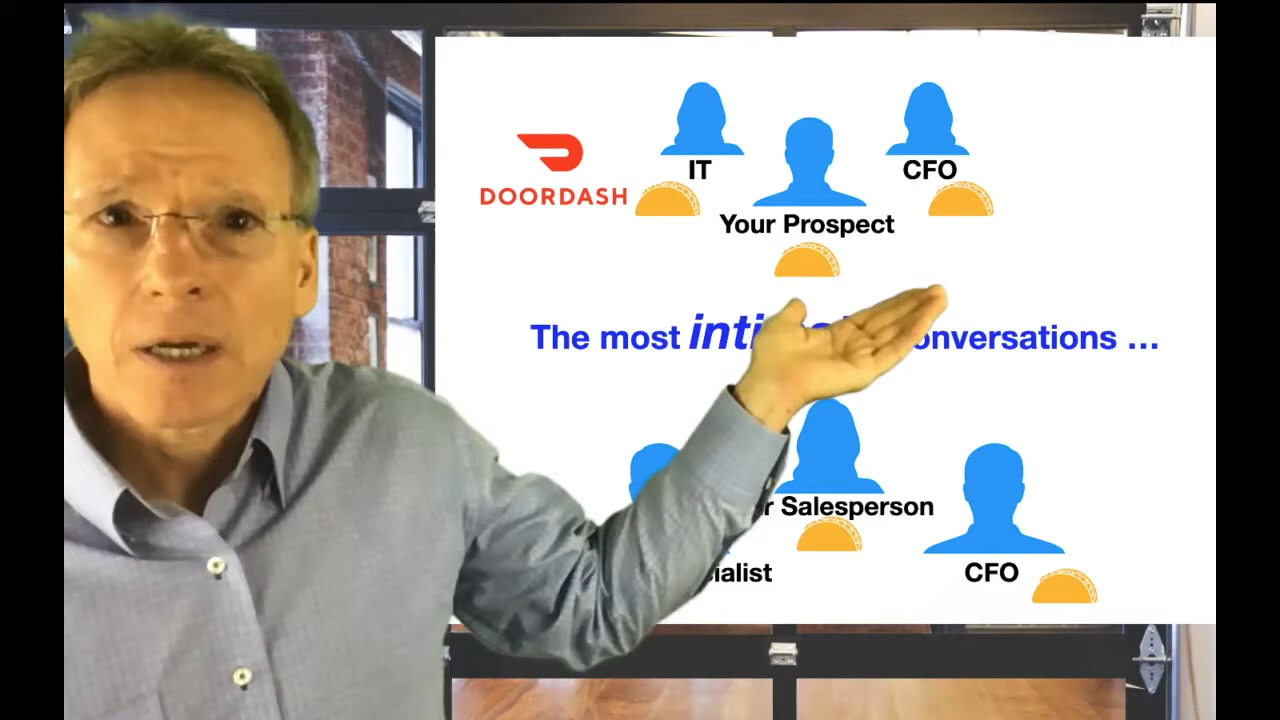 IT
CFO
DOORDASH
Your Prospect
The most conversations ...
Salesperson
CFO